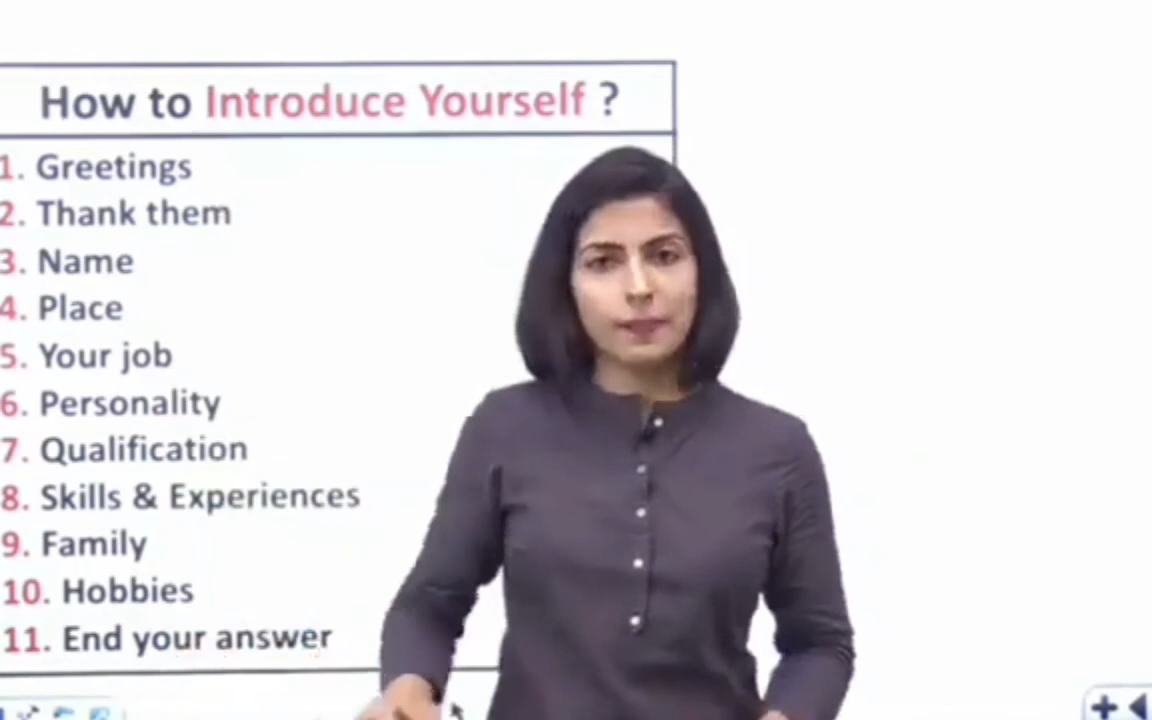 How to Introduce Yourself ?
1. Greetings
2. Thank them
3. Name
4. Place
5. Your job
6. Personality
7. Qualification
8. Skills & Experiences
9. Family
10. Hobbies
11. End your answer